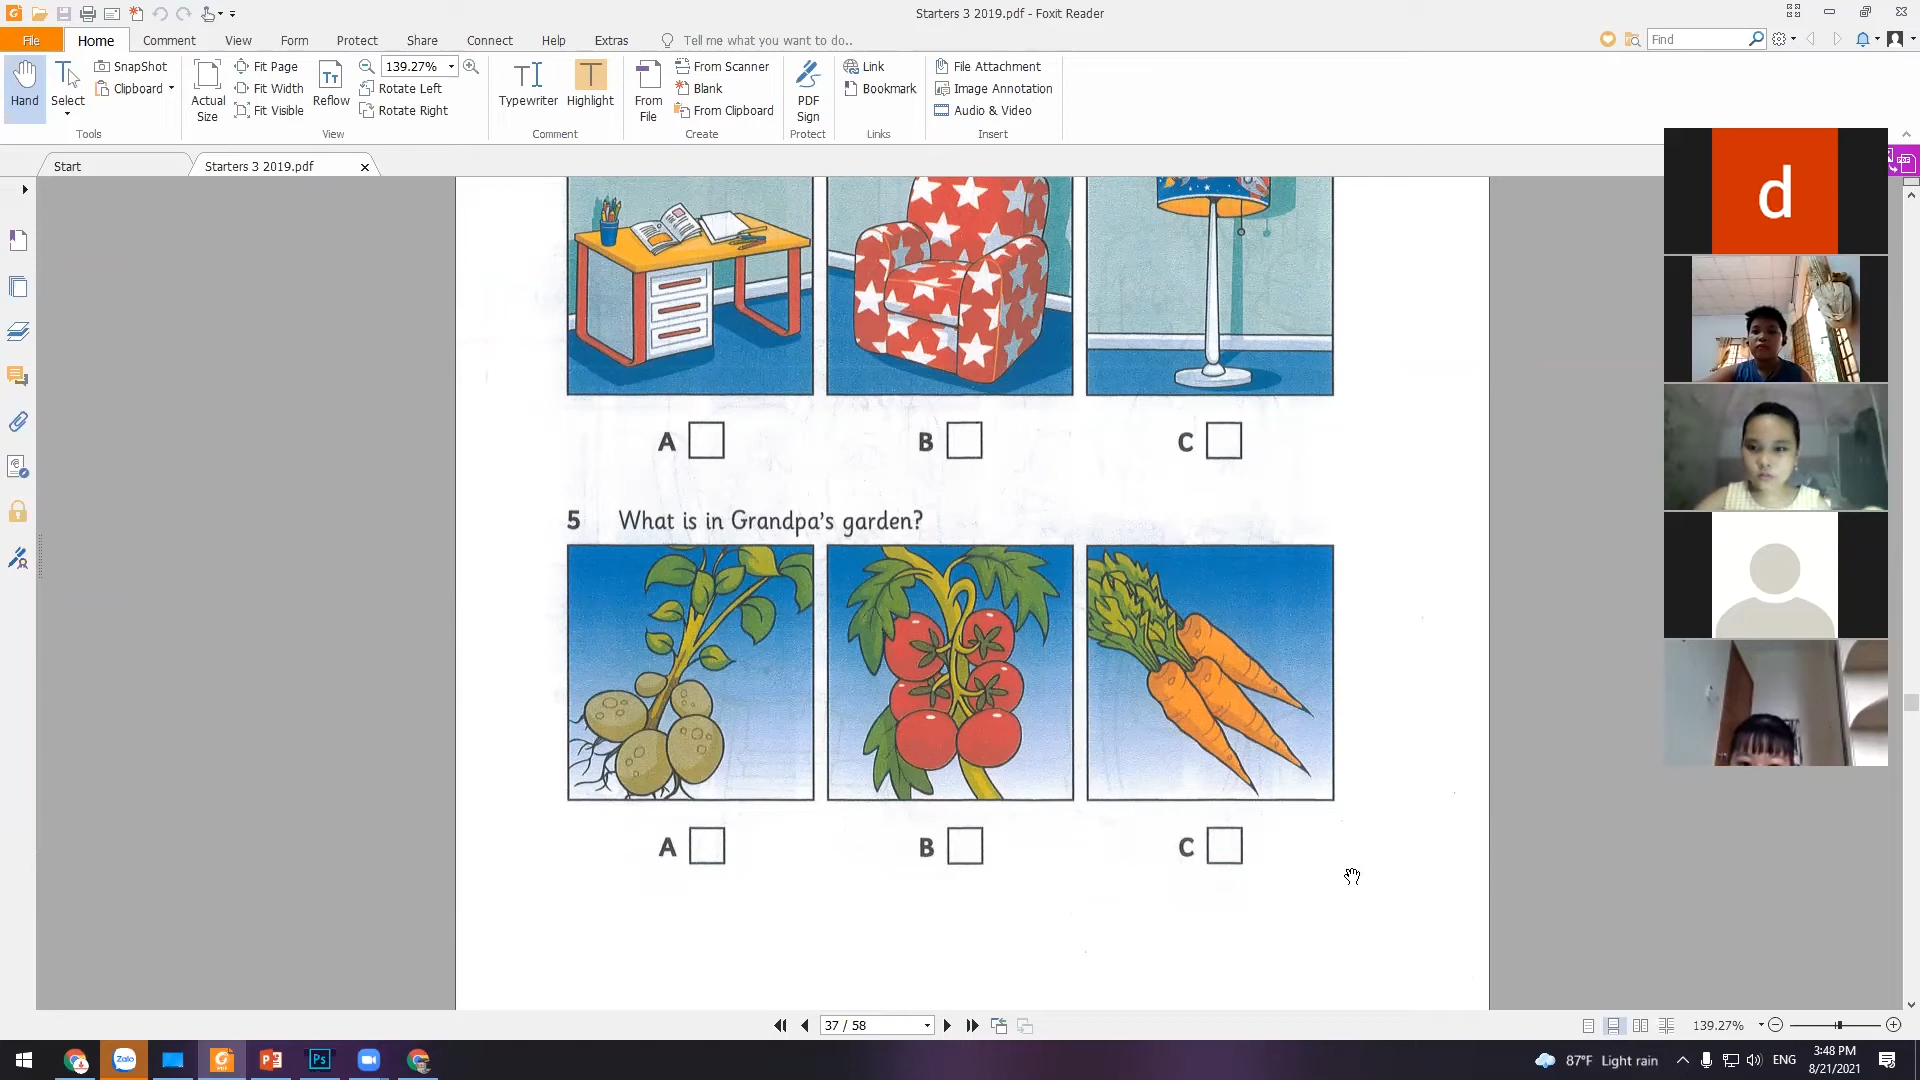 Starters 3 2019.pdf - Foxit Reader
File Home Comment View Form Protect Share Connect Help Extras Tell me what you want to do.. Find
Hand
Select
SnapShot
Clipboard
Tools
Actual Size
Fit Page
Fit Width
Fit Visible
Reflow
139.27%
Rotate Left
Rotate Right
View
Typewriter
Highlight
Comment
From File
From Scanner
Blank
From Clipboard
Create
PDF Sign
Protect
Link
Bookmark
Links
File Attachment
Image Annotation
Audio & Video
Insert
Start
Starters 3 2019.pdf
d
A B C
5 What is in Grandpa's garden?
A B C
37 / 58
139.27%
Zalo
Ps
87°F Light rain
ENG
3:48 PM
8/21/2021